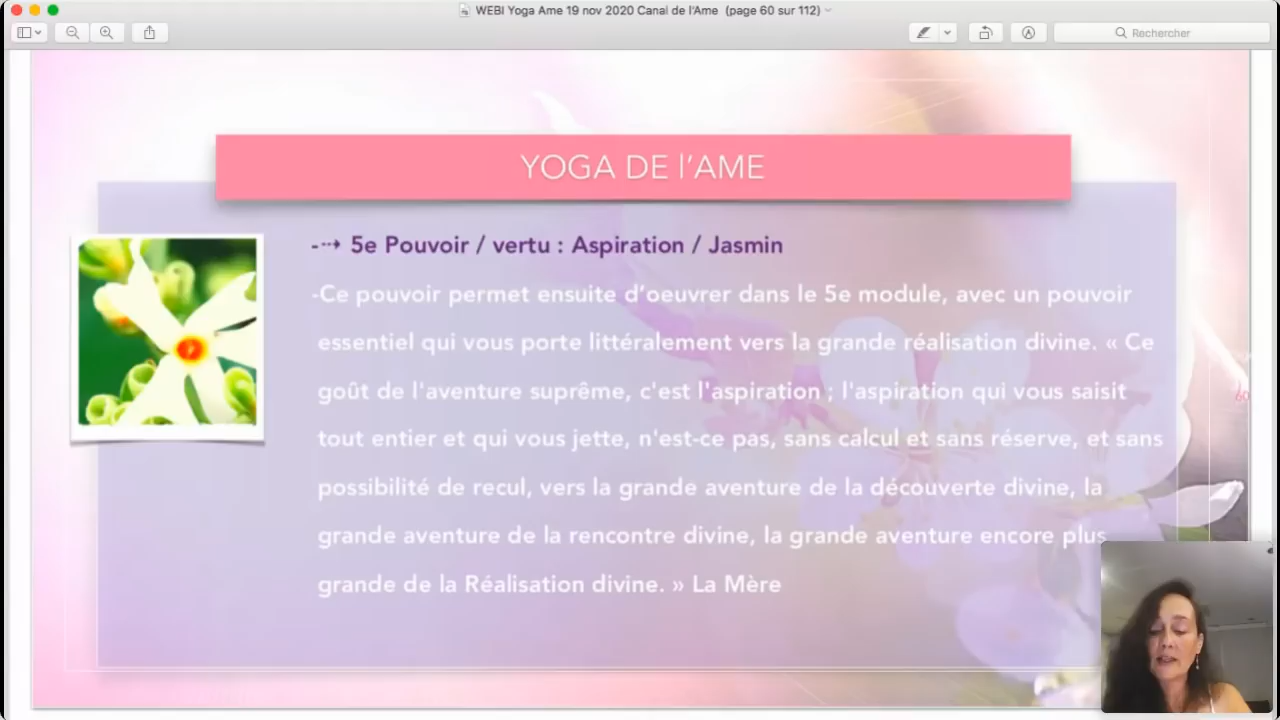 WEBI Yoga Ame 19 nov 2020 Canal de l'Ame (page 60 sur 112)
Rechercher
YOGA DE l'AME
-⇢ 5e Pouvoir / vertu : Aspiration / Jasmin
-Ce pouvoir permet ensuite d'oeuvrer dans le 5e module, avec un pouvoir
essentiel qui vous porte littéralement vers la grande réalisation divine. « Ce
goût de l'aventure suprême, c'est l'aspiration ; l'aspiration qui vous saisit
tout entier et qui vous jette, n'est-ce pas, sans calcul et sans réserve, et sans
possibilité de recul, vers la grande aventure de la découverte divine, la
grande aventure de la rencontre divine, la grande aventure encore plus
grande de la Réalisation divine. » La Mère
60